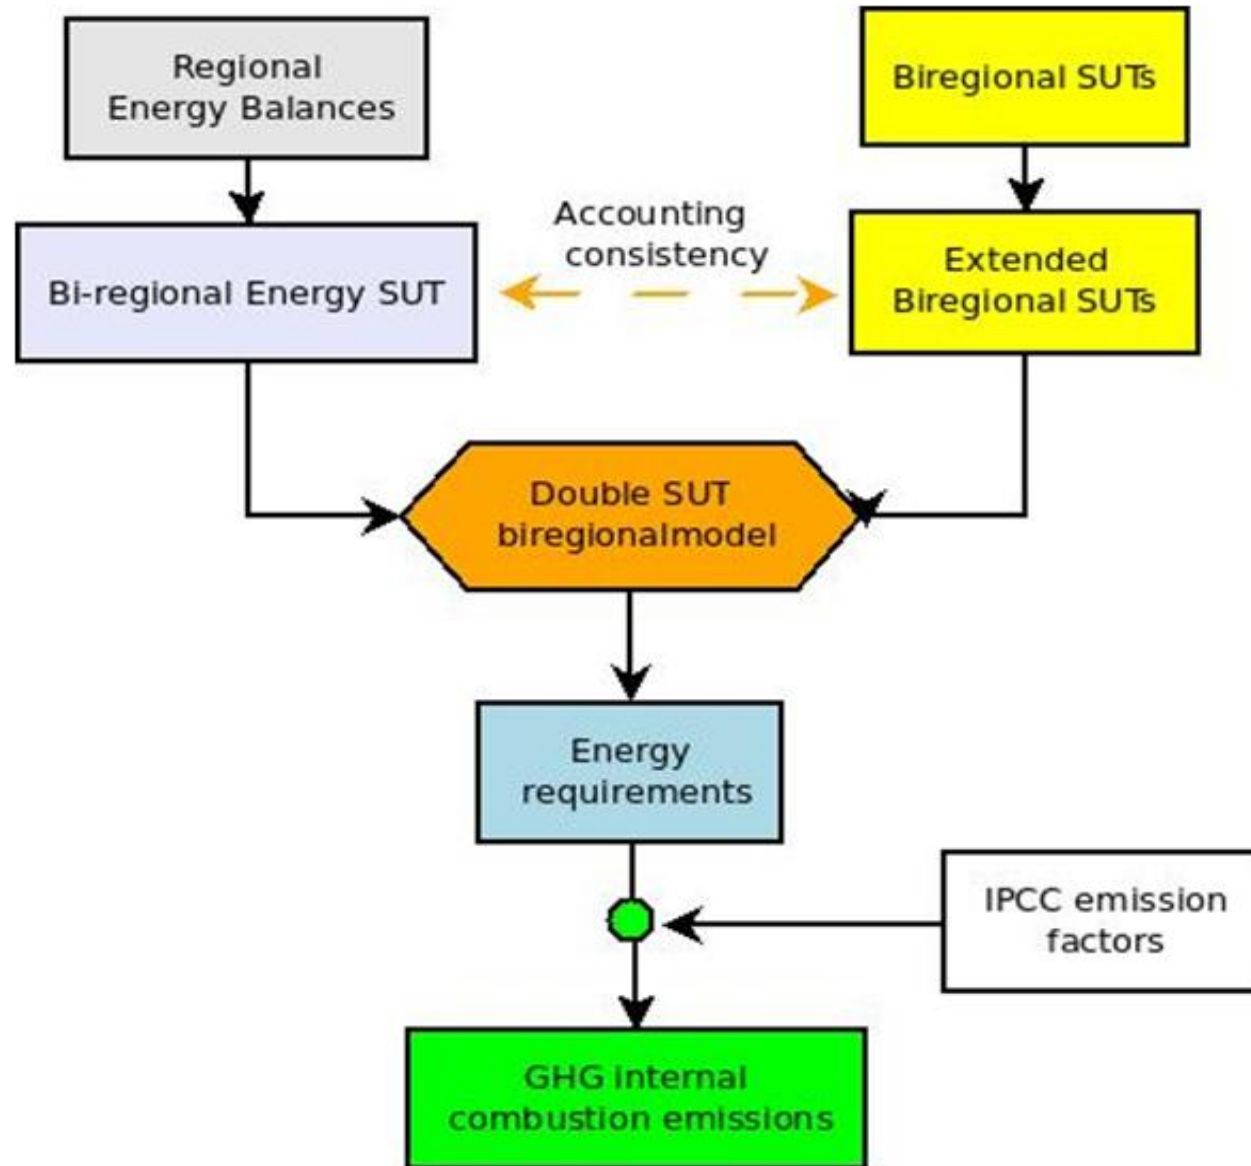 Regional
Energy Balances
Biregional SUTs
Bi-regional Energy SUT
Accounting
consistency
Extended
Biregional SUTs
Double SUT
biregionalmodel
Energy
requirements
IPCC emission
factors
GHG internal
combustion emissions